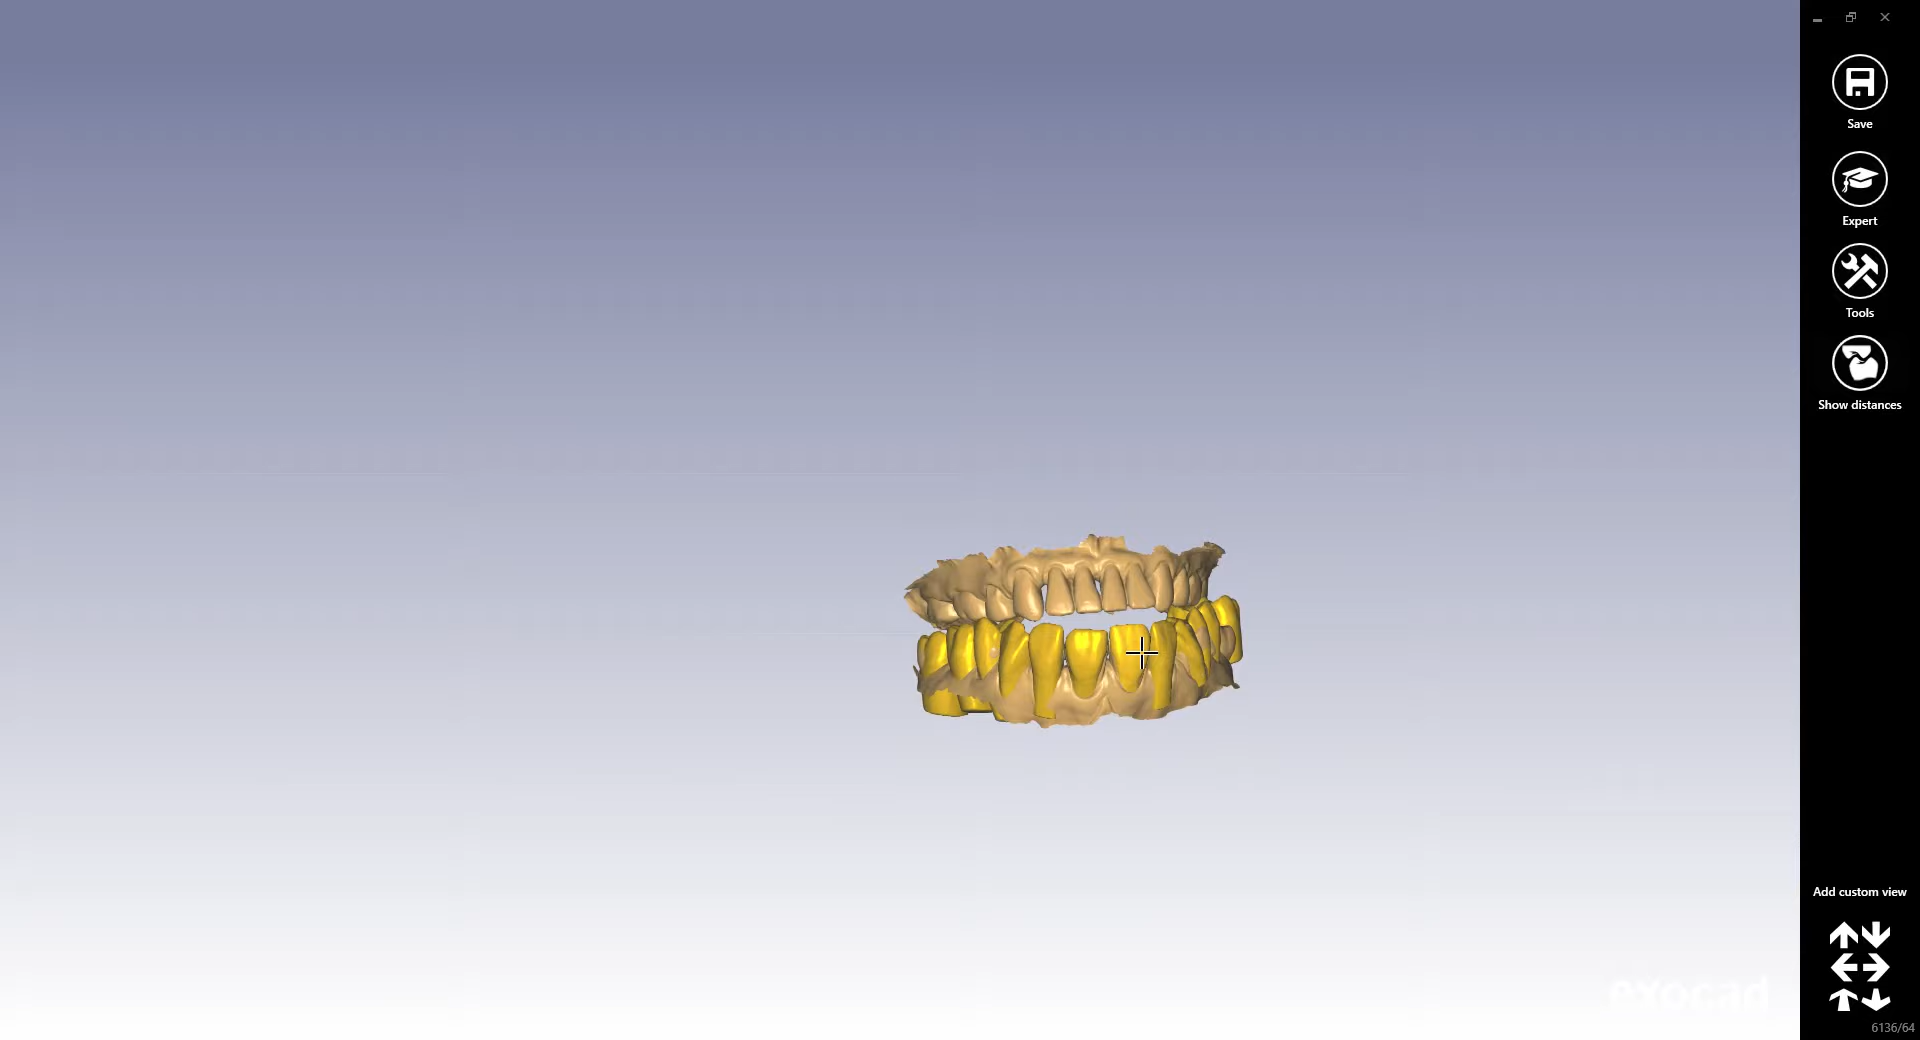 Save
Expert
Tools
Show distances
Add custom view
exocad
6136/64